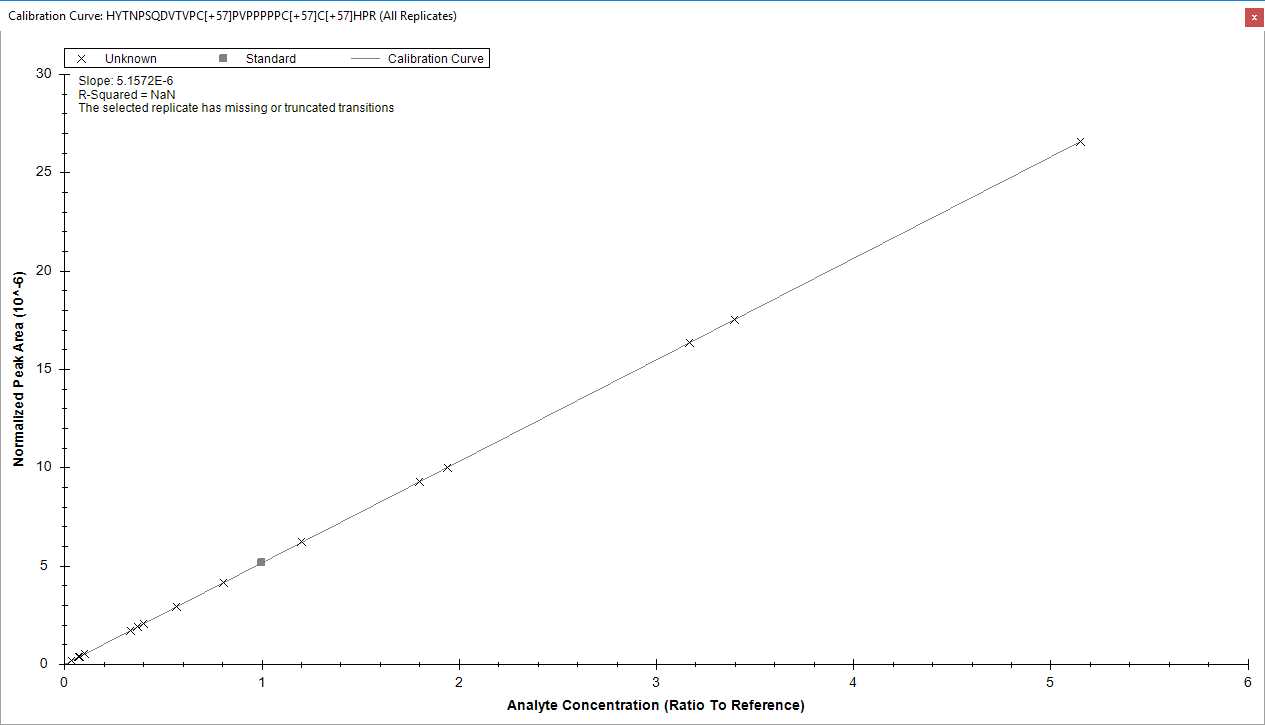 Calibration Curve: HYTNPSQDVTVPC[+57]PVPPPPPC[+57]C[+57]HPR (All Replicates)
x
Unknown Standard Calibration Curve
Slope: 5.1572E-6
R-Squared = NaN
The selected replicate has missing or truncated transitions
30
25
20
15
10
5
0
Normalized Peak Area (10^-6)
0 1 2 3 4 5 6
Analyte Concentration (Ratio To Reference)